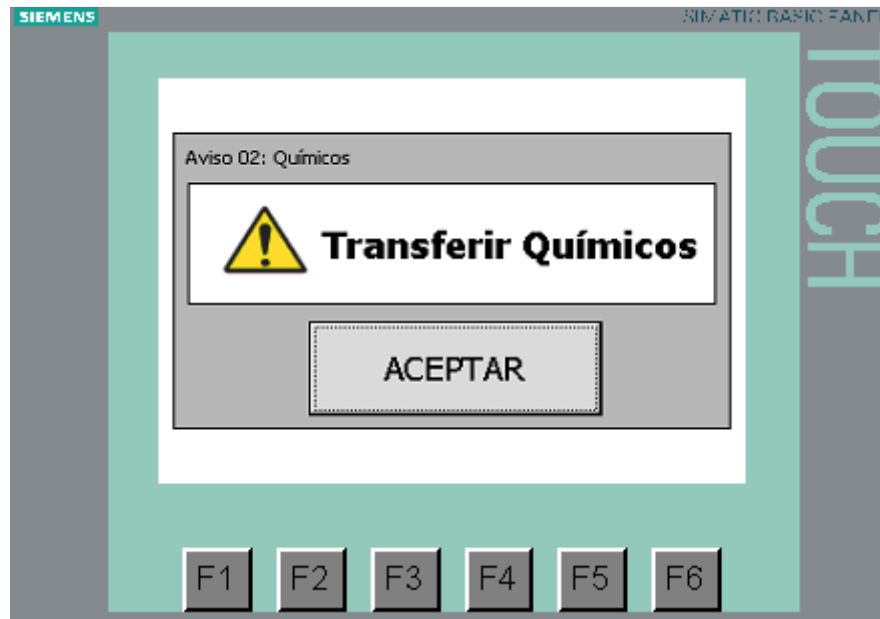 SIEMENS
SIMATIC BASIC PANEL
TOUCH
Aviso 02: Químicos
Transferir Químicos
ACEPTAR
F1 F2 F3 F4 F5 F6